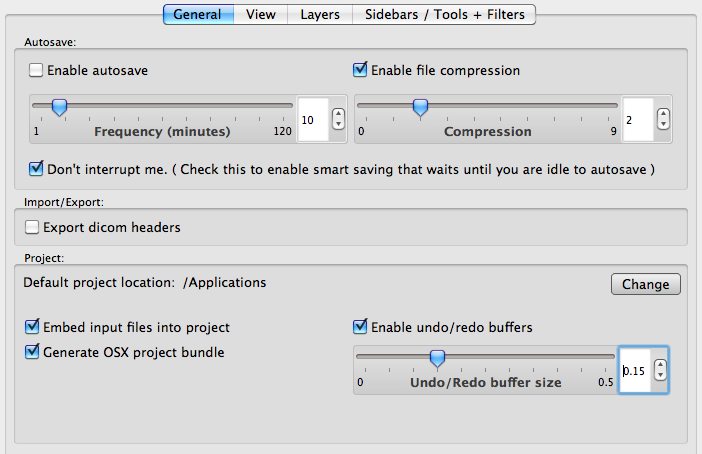 General View Layers Sidebars / Tools + Filters
Autosave:
Enable autosave Enable file compression
10 2
1 Frequency (minutes) 120 0 Compression 9
Don't interrupt me. ( Check this to enable smart saving that waits until you are idle to autosave )
Import/Export:
Export dicom headers
Project:
Default project location: /Applications Change
Embed input files into project Enable undo/redo buffers
Generate OSX project bundle
0.15
0 Undo/Redo buffer size 0.5